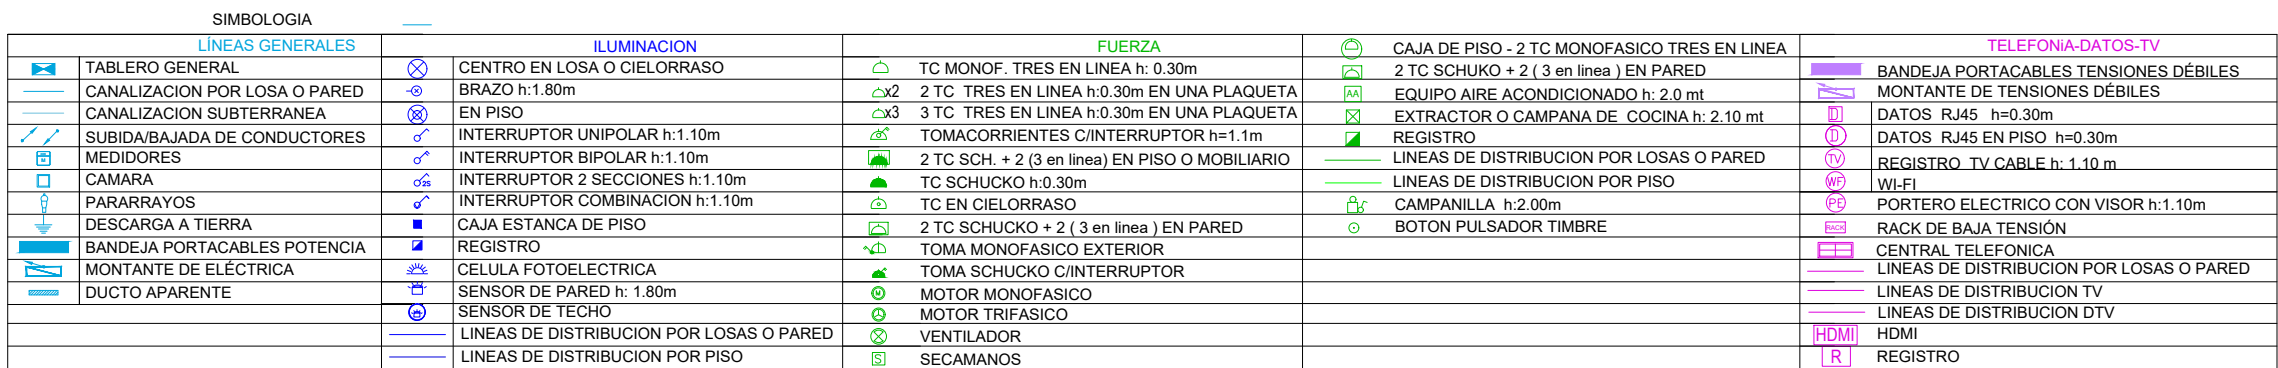 SIMBOLOGIA
LÍNEAS GENERALES
TABLERO GENERAL
CANALIZACION POR LOSA O PARED
CANALIZACION SUBTERRANEA
SUBIDA/BAJADA DE CONDUCTORES
MEDIDORES
CAMARA
PARARRAYOS
DESCARGA A TIERRA
BANDEJA PORTACABLES POTENCIA
MONTANTE DE ELÉCTRICA
DUCTO APARENTE
ILUMINACION
CENTRO EN LOSA O CIELORRASO
BRAZO h:1.80m
EN PISO
INTERRUPTOR UNIPOLAR h:1.10m
INTERRUPTOR BIPOLAR h:1.10m
2S INTERRUPTOR 2 SECCIONES h:1.10m
INTERRUPTOR COMBINACION h:1.10m
CAJA ESTANCA DE PISO
REGISTRO
CELULA FOTOELECTRICA
SENSOR DE PARED h: 1.80m
SENSOR DE TECHO
LINEAS DE DISTRIBUCION POR LOSAS O PARED
LINEAS DE DISTRIBUCION POR PISO
FUERZA
TC MONOF. TRES EN LINEA h: 0.30m
x2 2 TC TRES EN LINEA h:0.30m EN UNA PLAQUETA
x3 3 TC TRES EN LINEA h:0.30m EN UNA PLAQUETA
TOMACORRIENTES C/INTERRUPTOR h=1.1m
2 TC SCH. + 2 (3 en linea) EN PISO O MOBILIARIO
TC SCHUCKO h:0.30m
TC EN CIELORRASO
2 TC SCHUCKO + 2 ( 3 en linea ) EN PARED
TOMA MONOFASICO EXTERIOR
TOMA SCHUCKO C/INTERRUPTOR
M MOTOR MONOFASICO
MOTOR TRIFASICO
VENTILADOR
S SECAMANOS
CAJA DE PISO - 2 TC MONOFASICO TRES EN LINEA
2 TC SCHUKO + 2 ( 3 en linea ) EN PARED
AA EQUIPO AIRE ACONDICIONADO h: 2.0 mt
EXTRACTOR O CAMPANA DE COCINA h: 2.10 mt
REGISTRO
LINEAS DE DISTRIBUCION POR LOSAS O PARED
LINEAS DE DISTRIBUCION POR PISO
CAMPANILLA h:2.00m
BOTON PULSADOR TIMBRE
TELEFONiA-DATOS-TV
BANDEJA PORTACABLES TENSIONES DÉBILES
MONTANTE DE TENSIONES DÉBILES
D DATOS RJ45 h=0.30m
D DATOS RJ45 EN PISO h=0.30m
TV REGISTRO TV CABLE h: 1.10 m
WF WI-FI
PE PORTERO ELECTRICO CON VISOR h:1.10m
RACK RACK DE BAJA TENSIÓN
CENTRAL TELEFONICA
LINEAS DE DISTRIBUCION POR LOSAS O PARED
LINEAS DE DISTRIBUCION TV
LINEAS DE DISTRIBUCION DTV
HDMI HDMI
R REGISTRO